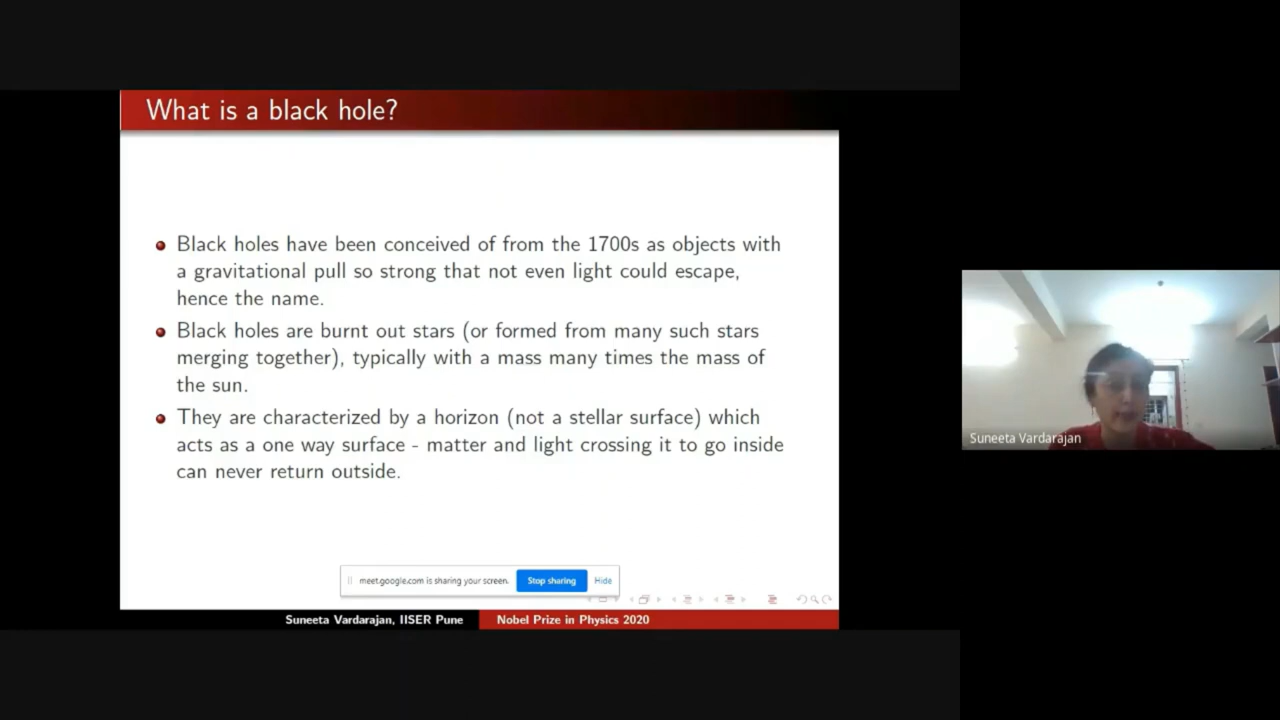 What is a black hole?
Black holes have been conceived of from the 1700s as objects with
a gravitational pull so strong that not even light could escape,
hence the name.
Black holes are burnt out stars (or formed from many such stars
merging together), typically with a mass many times the mass of
the sun.
They are characterized by a horizon (not a stellar surface) which
acts as a one way surface - matter and light crossing it to go inside
can never return outside.
Suneeta Vardarajan
meet.google.com is sharing your screen. Stop sharing Hide
Suneeta Vardarajan, IISER Pune Nobel Prize in Physics 2020